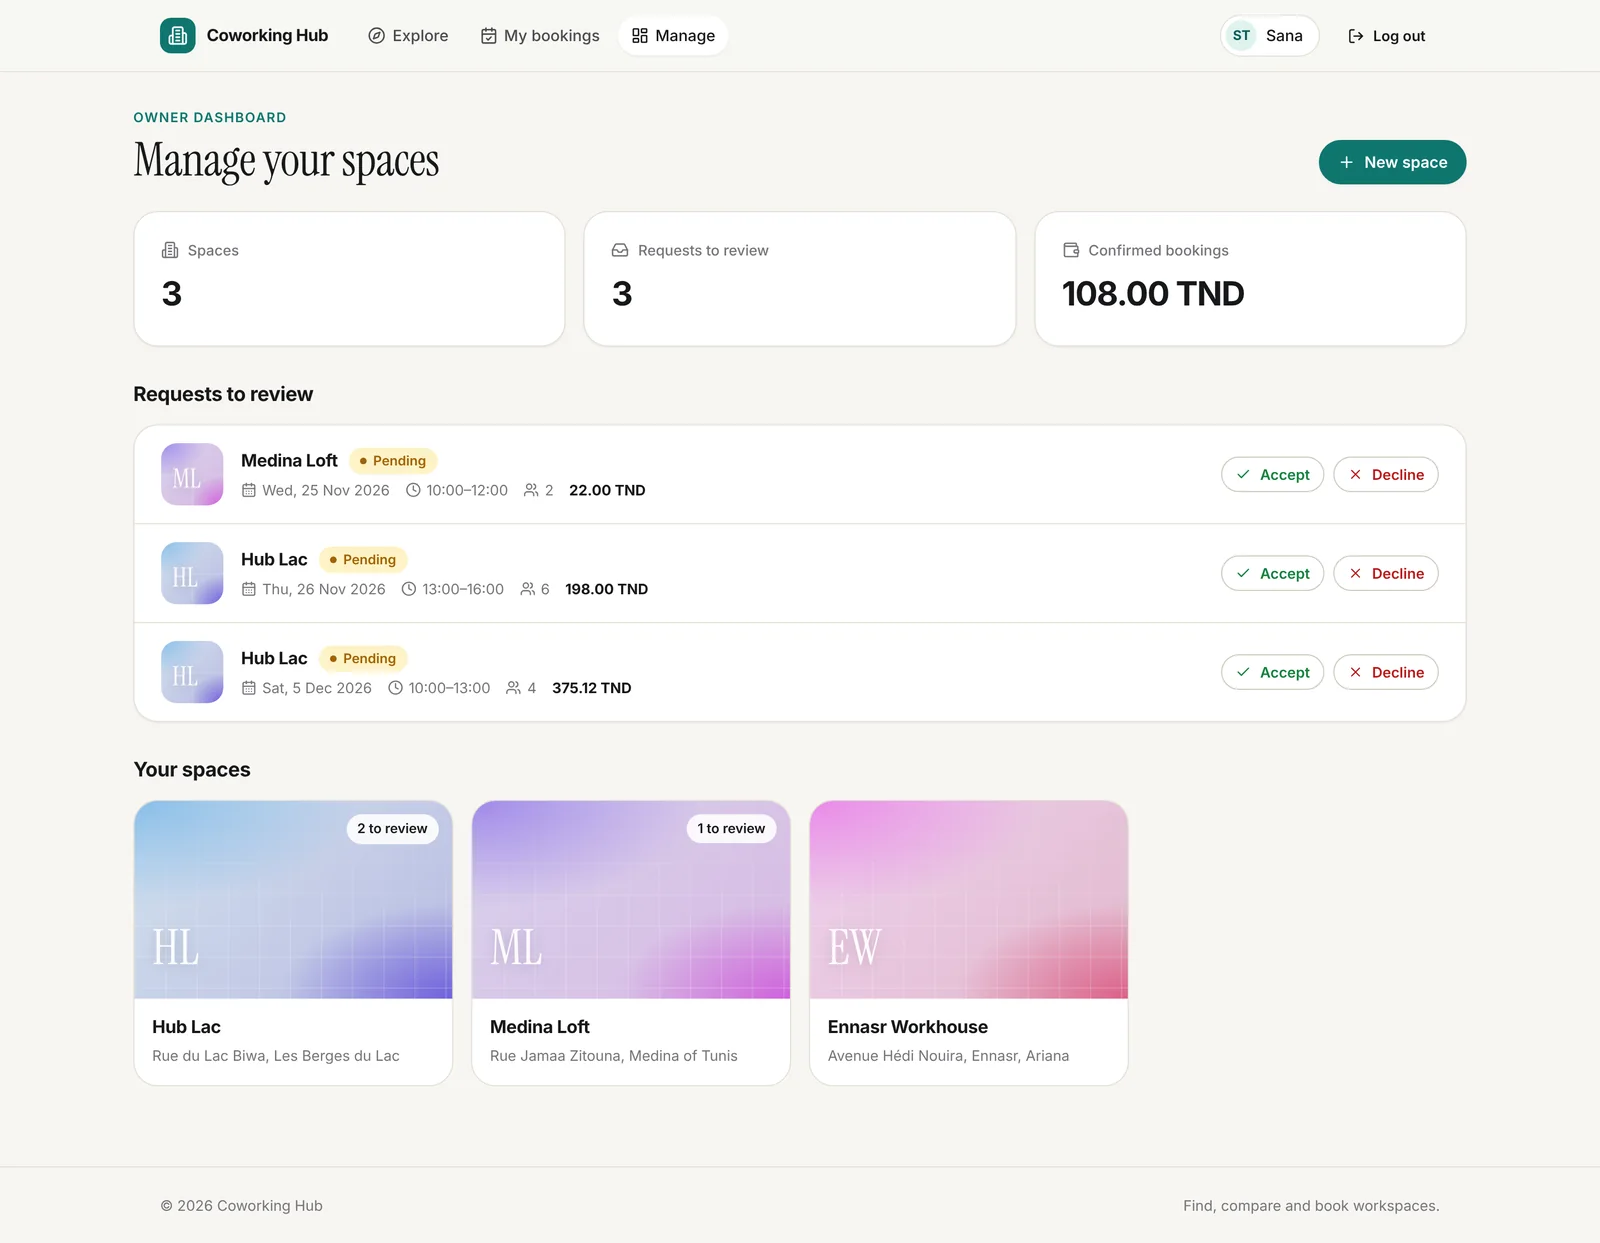 Coworking Hub
Explore
My bookings
Manage
ST
Sana
Log out
OWNER DASHBOARD
Manage your spaces
New space
Spaces
3
Requests to review
3
Confirmed bookings
108.00 TND
Requests to review
ML
Medina Loft
Pending
Wed, 25 Nov 2026 10:00–12:00 2 22.00 TND
Accept
Decline
HL
Hub Lac
Pending
Thu, 26 Nov 2026 13:00–16:00 6 198.00 TND
Accept
Decline
HL
Hub Lac
Pending
Sat, 5 Dec 2026 10:00–13:00 4 375.12 TND
Accept
Decline
Your spaces
2 to review
HL
Hub Lac
Rue du Lac Biwa, Les Berges du Lac
1 to review
ML
Medina Loft
Rue Jamaa Zitouna, Medina of Tunis
EW
Ennasr Workhouse
Avenue Hédi Nouira, Ennasr, Ariana
© 2026 Coworking Hub
Find, compare and book workspaces.